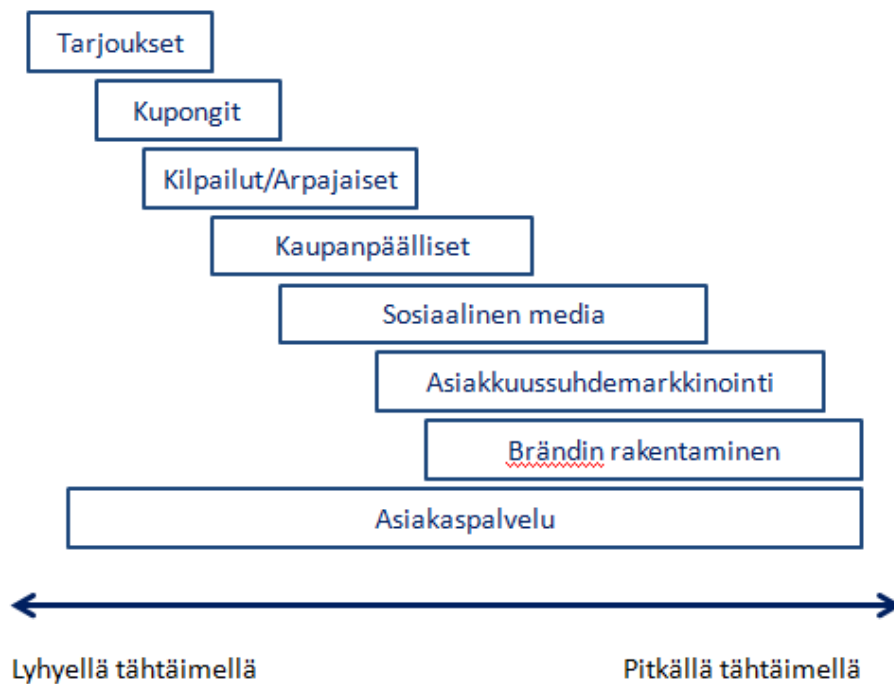 Tarjoukset
Kupongit
Kilpailut/Arpajaiset
Kaupanpäälliset
Sosiaalinen media
Asiakkuussuhdemarkkinointi
Brändin rakentaminen
Asiakaspalvelu
Lyhyellä tähtäimellä
Pitkällä tähtäimellä